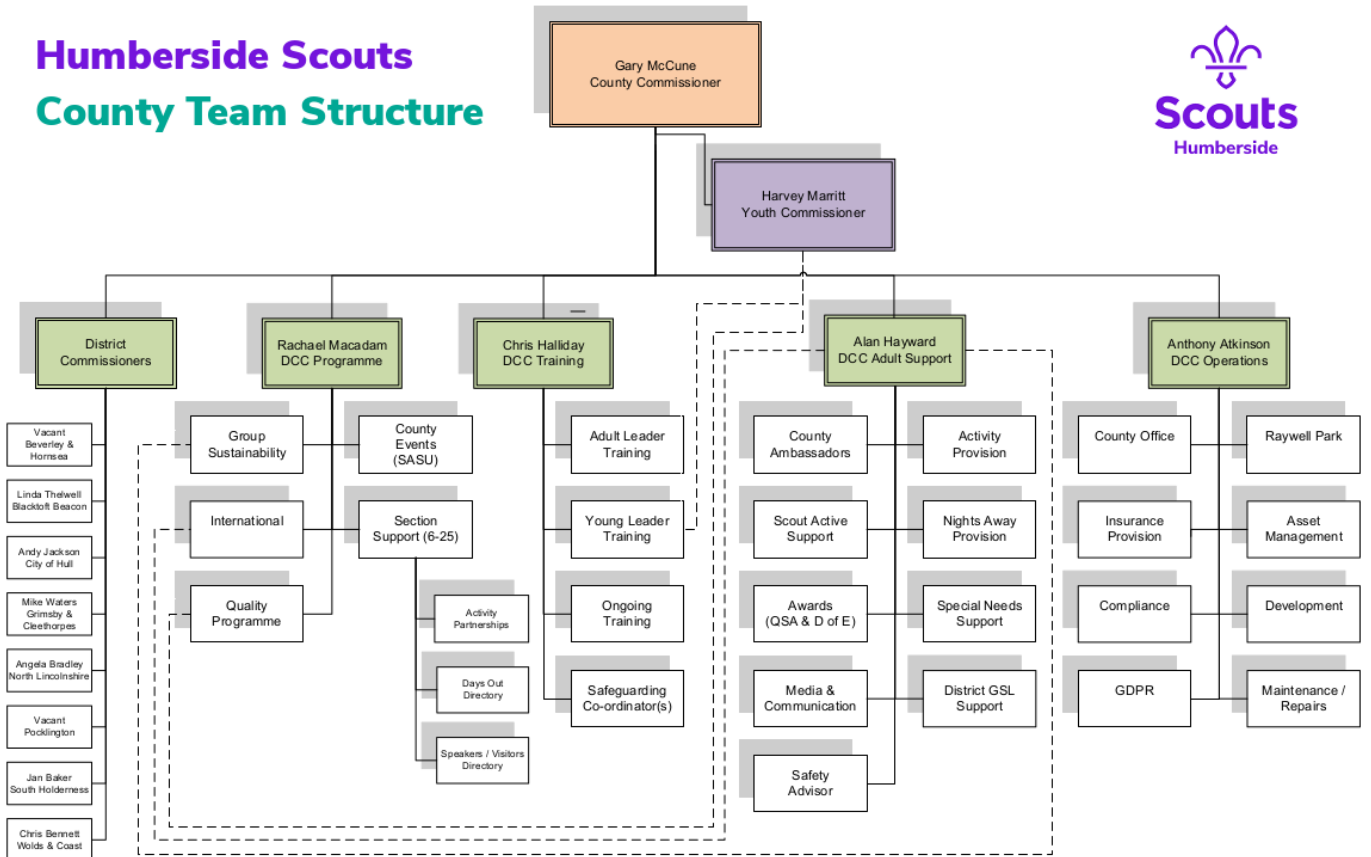 Humberside Scouts
County Team Structure
Gary McCune
County Commissioner
Scouts
Humberside
Harvey Marritt
Youth Commissioner
District
Commissioners
Rachael Macadam
DCC Programme
Chris Halliday
DCC Training
Alan Hayward
DCC Adult Support
Anthony Atkinson
DCC Operations
Vacant
Beverley &
Hornsea
Linda Thelwell
Blacktoft Beacon
Andy Jackson
City of Hull
Mike Waters
Grimsby &
Cleethorpes
Angela Bradley
North Lincolnshire
Vacant
Pocklington
Jan Baker
South Holderness
Chris Bennett
Wolds & Coast
Group
Sustainability
County
Events
(SASU)
International
Section
Support (6-25)
Quality
Programme
Activity
Partnerships
Days Out
Directory
Speakers / Visitors
Directory
Adult Leader
Training
Young Leader
Training
Ongoing
Training
Safeguarding
Co-ordinator(s)
County
Ambassadors
Activity
Provision
Scout Active
Support
Nights Away
Provision
Awards
(QSA & D of E)
Special Needs
Support
Media &
Communication
District GSL
Support
Safety
Advisor
County Office
Raywell Park
Insurance
Provision
Asset
Management
Compliance
Development
GDPR
Maintenance /
Repairs